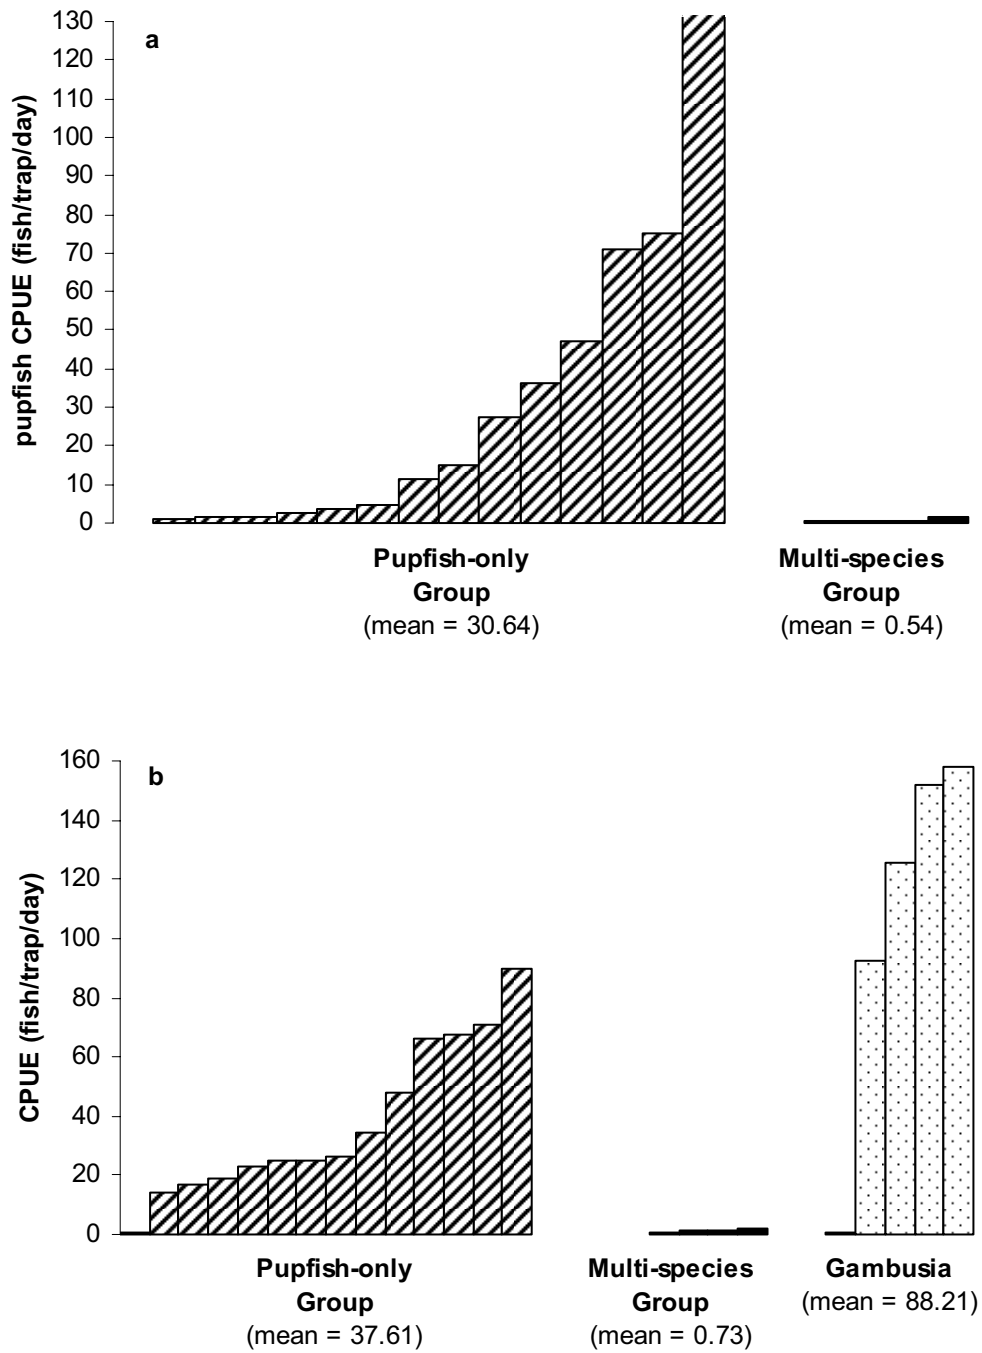 a
pupfish CPUE (fish/trap/day)
130
120
110
100
90
80
70
60
50
40
30
20
10
0
Pupfish-only
Group
(mean = 30.64)
Multi-species
Group
(mean = 0.54)
b
CPUE (fish/trap/day)
160
140
120
100
80
60
40
20
0
Pupfish-only
Group
(mean = 37.61)
Multi-species
Group
(mean = 0.73)
Gambusia
(mean = 88.21)